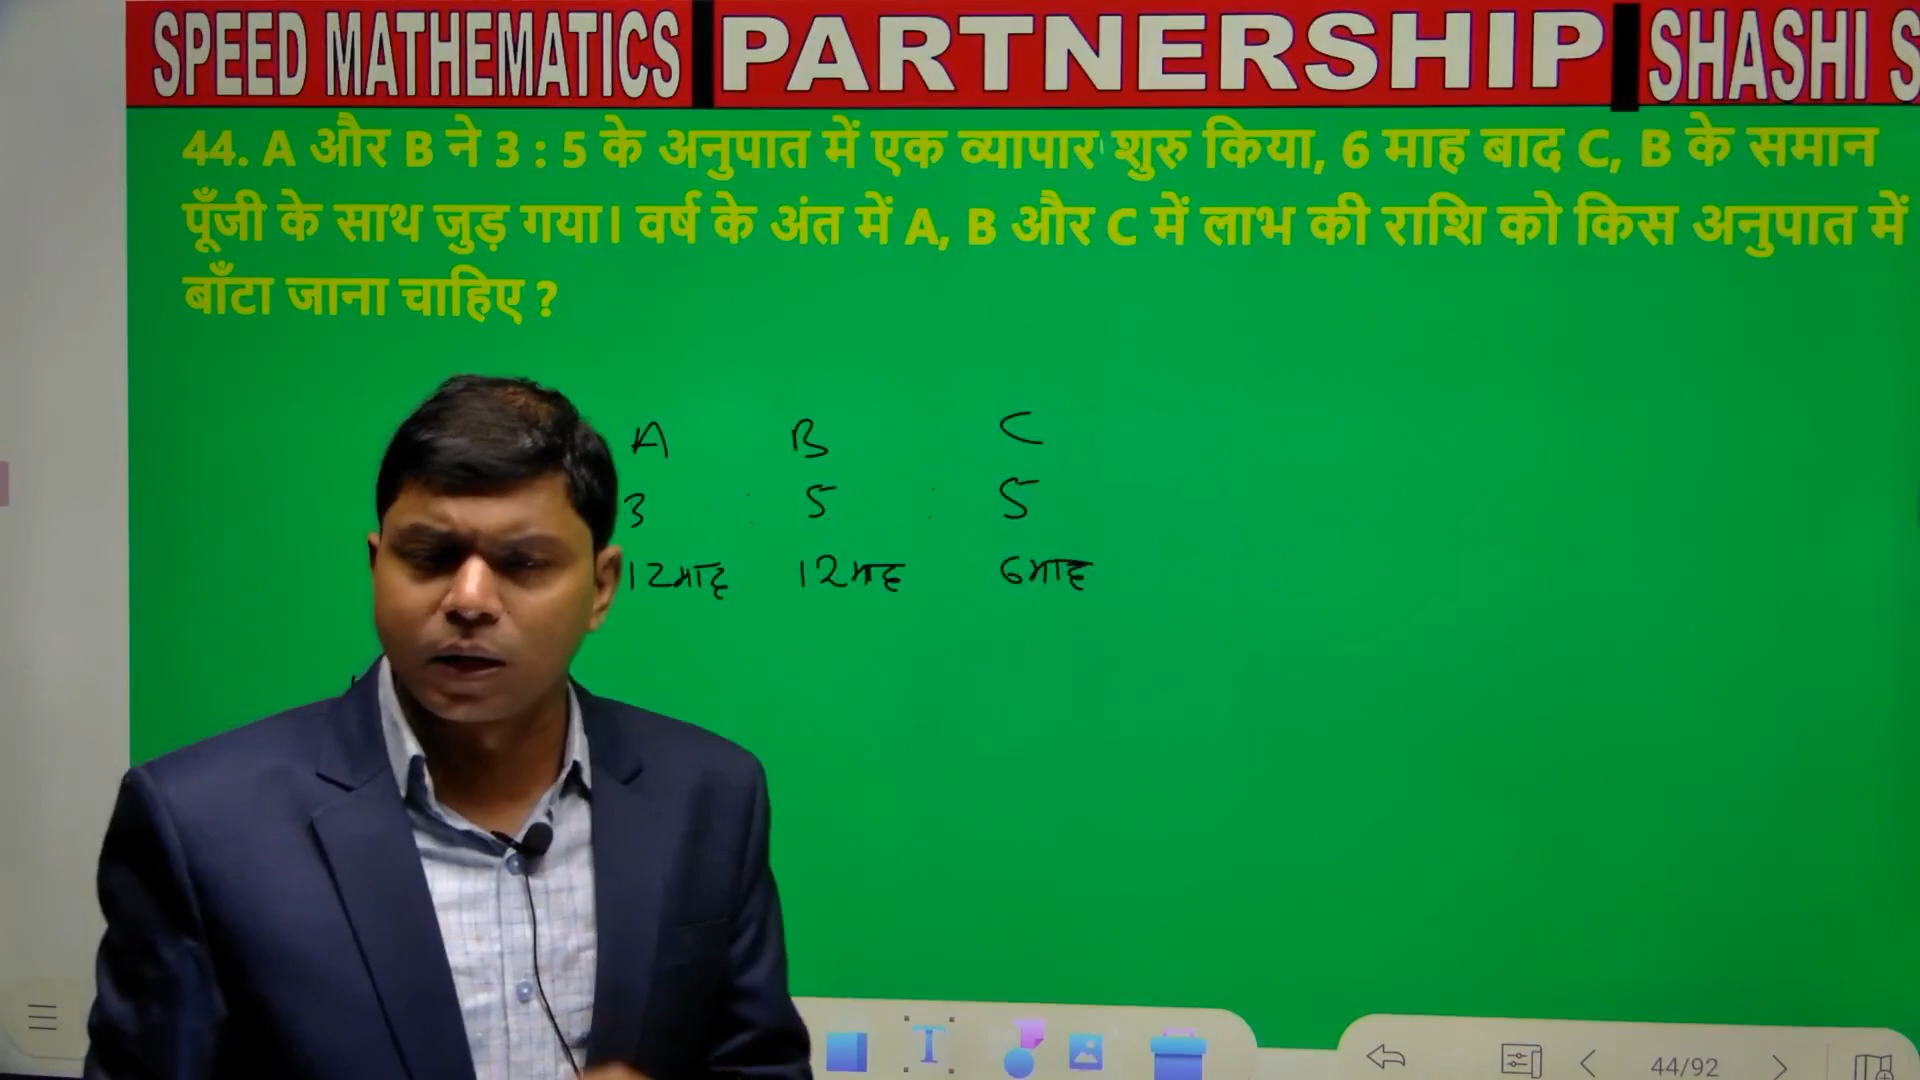 SPEED MATHEMATICS PARTNERSHIP SHASHI S
44. A और B ने 3 : 5 के अनुपात में एक व्यापार शुरु किया, 6 माह बाद C, B के समान
पूँजी के साथ जुड़ गया। वर्ष के अंत में A, B और C में लाभ की राशि को किस अनुपात में
बाँटा जाना चाहिए ?
A B C
3 : 5 : 5
12माह 12माह 6माह
T
44/92